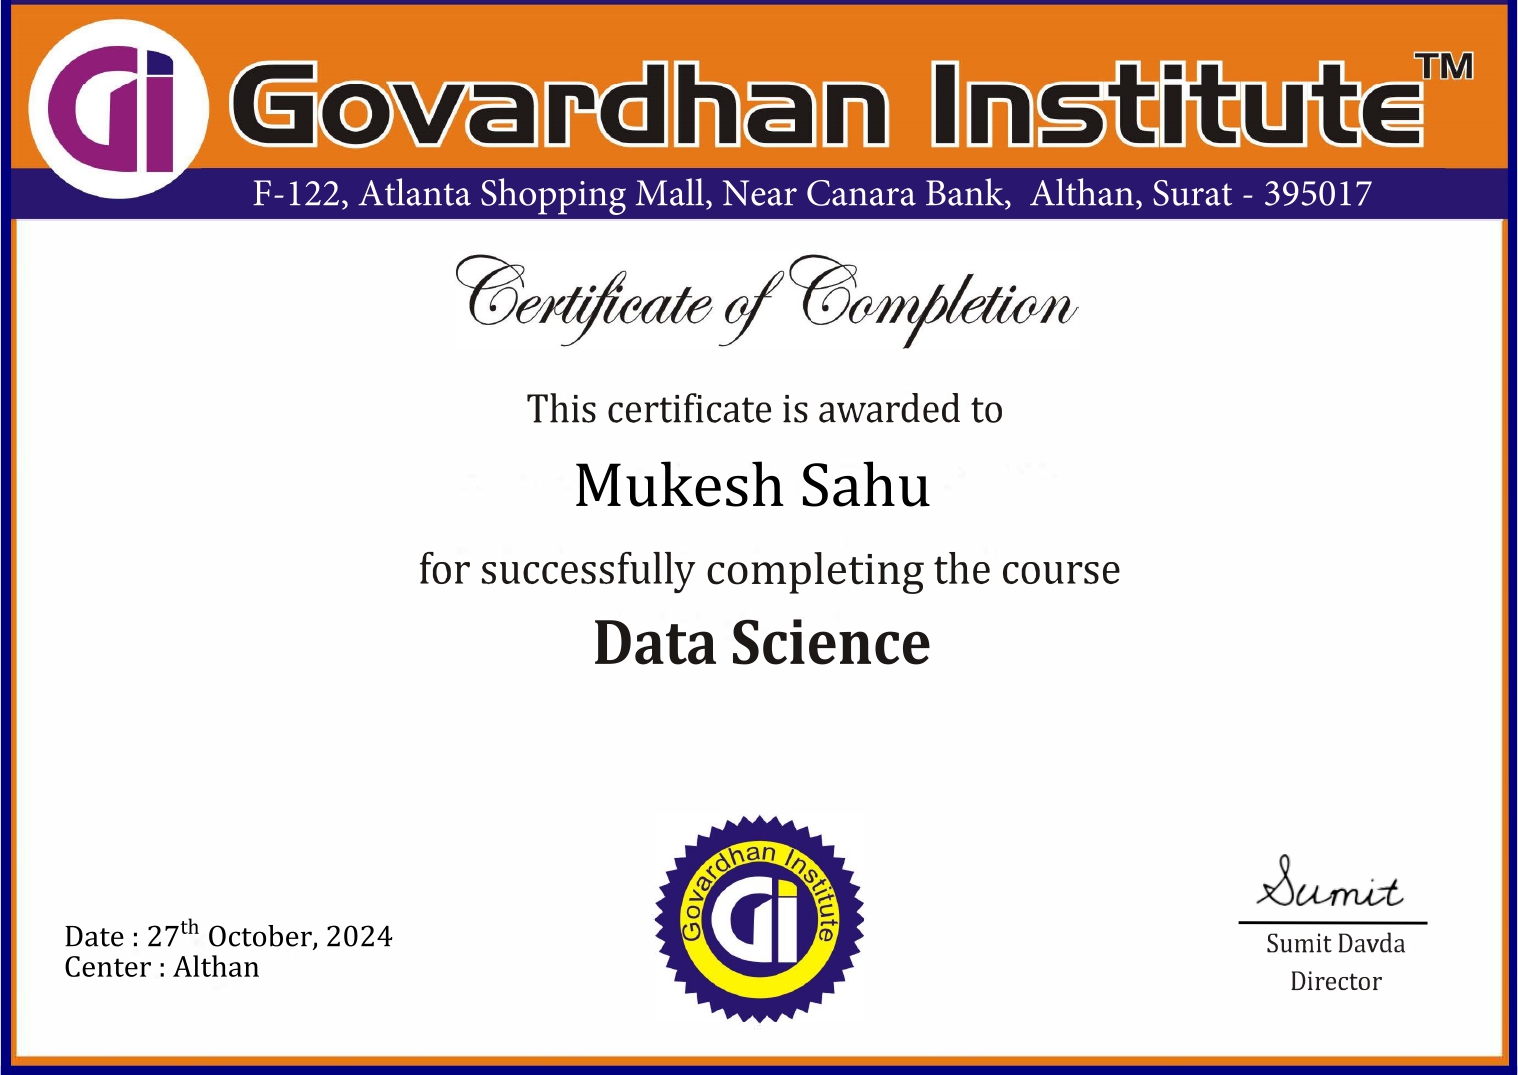 Gi Govardhan Institute™
F-122, Atlanta Shopping Mall, Near Canara Bank, Althan, Surat - 395017
Certificate of Completion
This certificate is awarded to
Mukesh Sahu
for successfully completing the course
Data Science
Govardhan Institute
Gi
Date : 27th October, 2024
Center : Althan
Sumit
Sumit Davda
Director